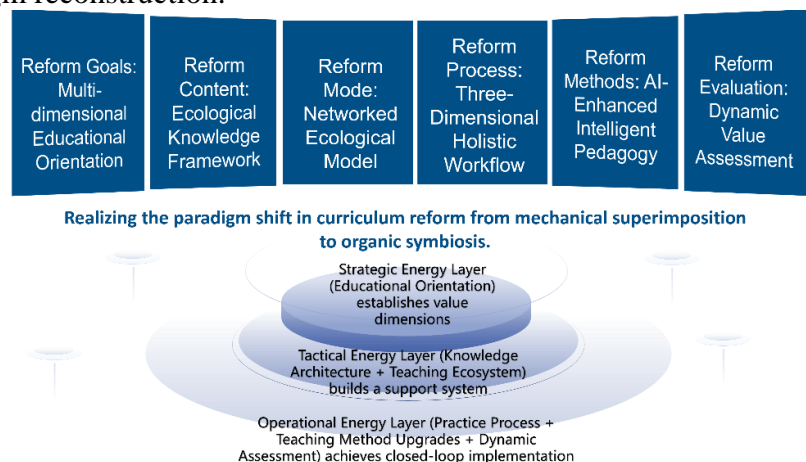 gin reconstruction.
Reform Goals:
Multi-
dimensional
Educational
Orientation
Reform
Content:
Ecological
Knowledge
Framework
Reform
Mode:
Networked
Ecological
Model
Reform
Process:
Three-
Dimensional
Holistic
Workflow
Reform
Methods: AI-
Enhanced
Intelligent
Pedagogy
Reform
Evaluation:
Dynamic
Value
Assessment
Realizing the paradigm shift in curriculum reform from mechanical superimposition
to organic symbiosis.
Strategic Energy Layer
(Educational Orientation)
establishes value
dimensions
Tactical Energy Layer (Knowledge
Architecture + Teaching Ecosystem)
builds a support system
Operational Energy Layer (Practice Process +
Teaching Method Upgrades + Dynamic
Assessment) achieves closed-loop implementation